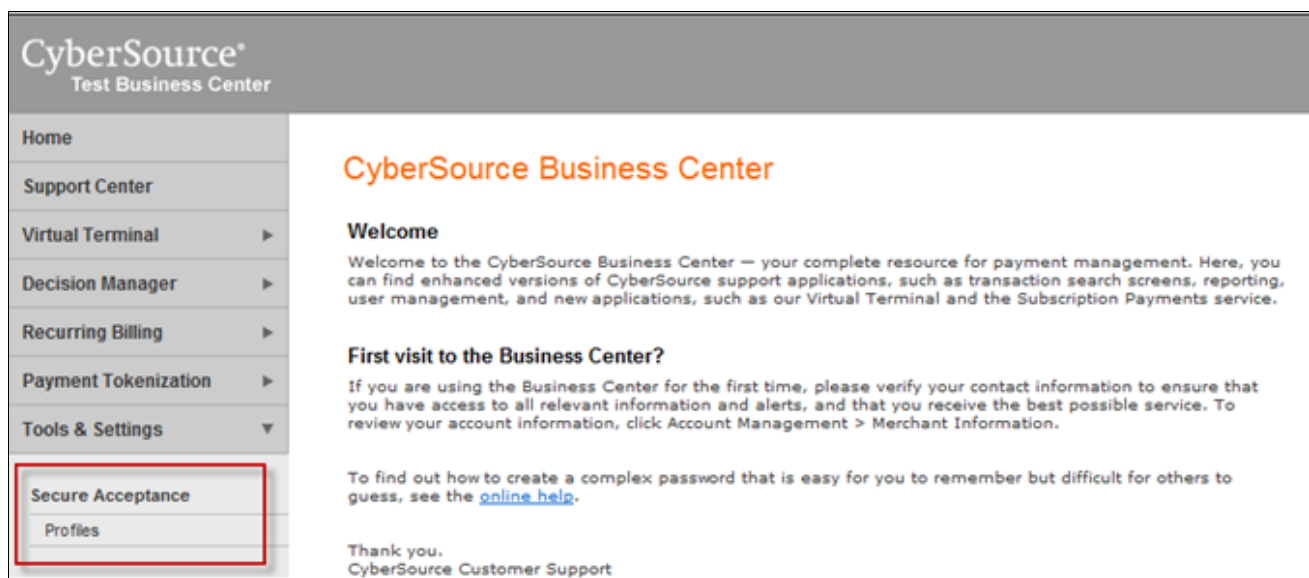 CyberSource®
Test Business Center
Home
Support Center
Virtual Terminal
Decision Manager
Recurring Billing
Payment Tokenization
Tools & Settings
Secure Acceptance
Profiles
CyberSource Business Center
Welcome
Welcome to the CyberSource Business Center — your complete resource for payment management. Here, you
can find enhanced versions of CyberSource support applications, such as transaction search screens, reporting,
user management, and new applications, such as our Virtual Terminal and the Subscription Payments service.
First visit to the Business Center?
If you are using the Business Center for the first time, please verify your contact information to ensure that
you have access to all relevant information and alerts, and that you receive the best possible service. To
review your account information, click Account Management > Merchant Information.
To find out how to create a complex password that is easy for you to remember but difficult for others to
guess, see the online help.
Thank you.
CyberSource Customer Support